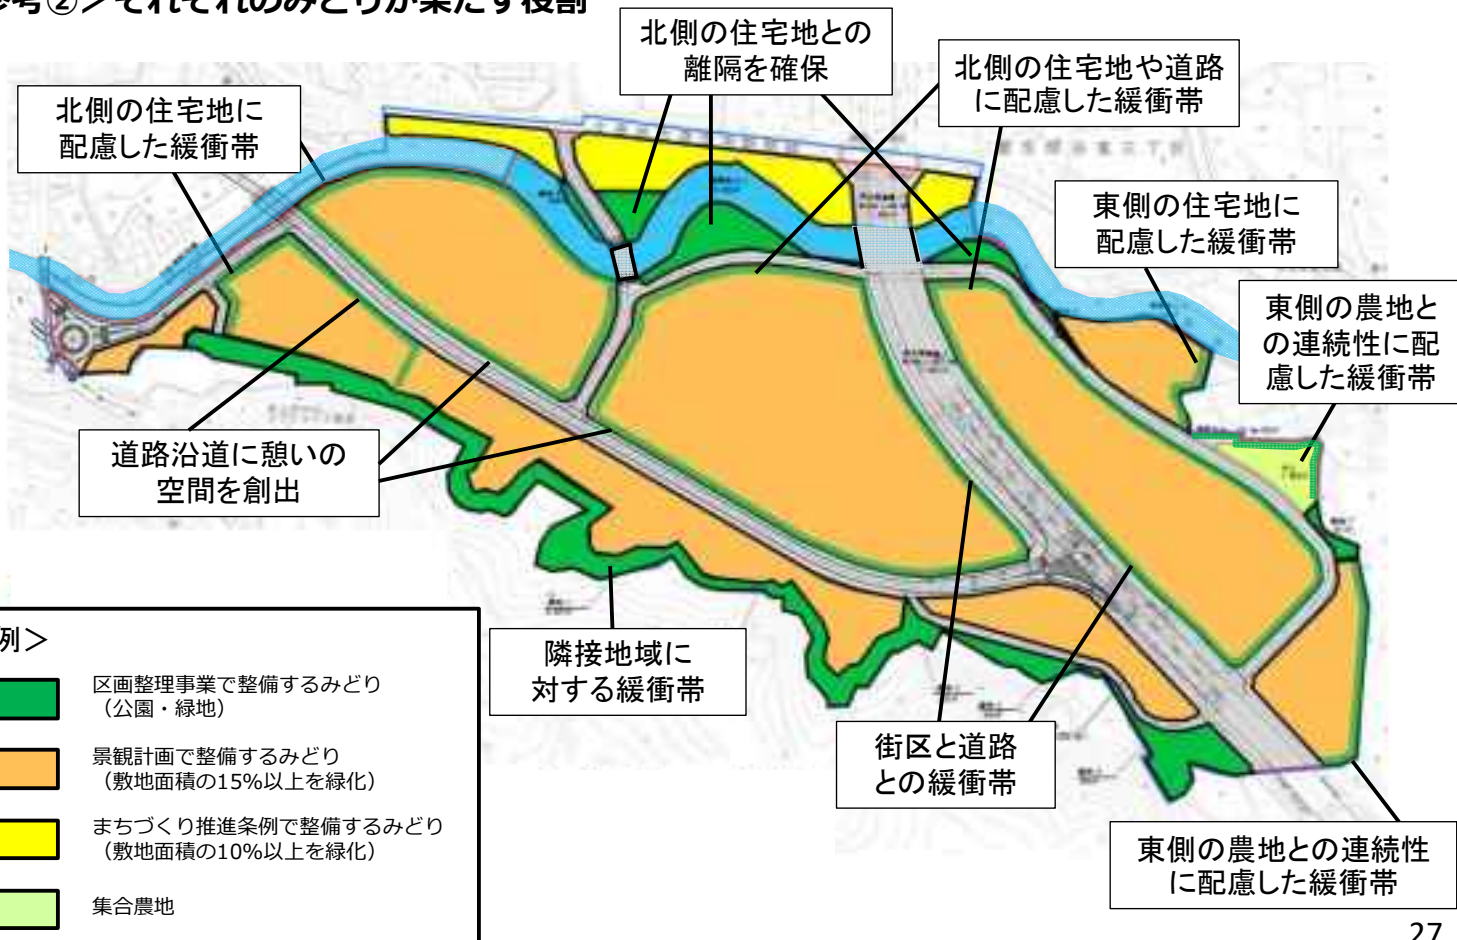 考②＞それぞれのみどりが果たす役割
北側の住宅地との
離隔を確保
北側の住宅地や道路
に配慮した緩衝帯
北側の住宅地に
配慮した緩衝帯
東側の住宅地に
配慮した緩衝帯
東側の農地と
の連続性に配
慮した緩衝帯
道路沿道に憩いの
空間を創出
隣接地域に
対する緩衝帯
街区と道路
との緩衝帯
東側の農地との連続性
に配慮した緩衝帯
例＞
区画整理事業で整備するみどり
（公園・緑地）
景観計画で整備するみどり
（敷地面積の15%以上を緑化）
まちづくり推進条例で整備するみどり
（敷地面積の10%以上を緑化）
集合農地
27